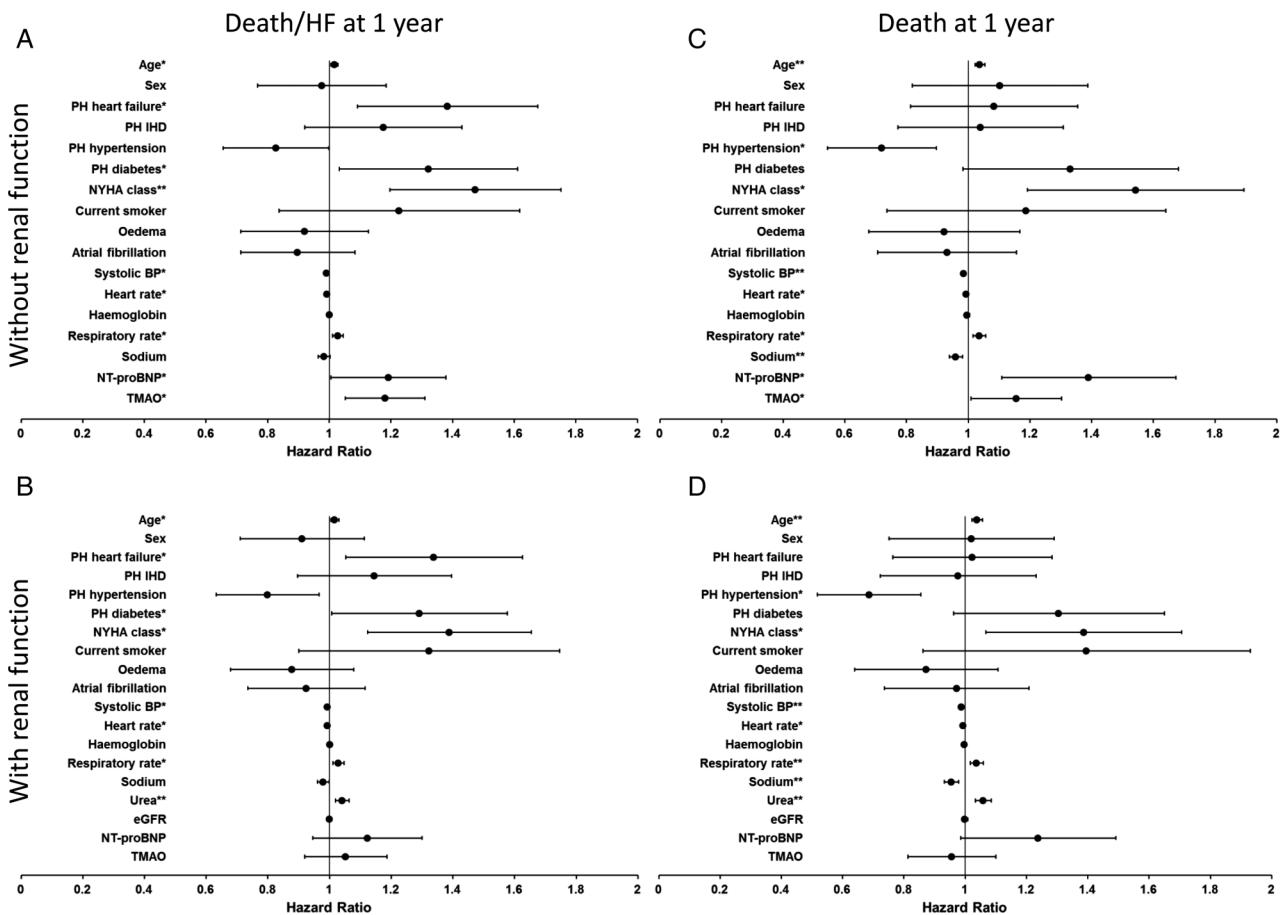 Death/HF at 1 year
Death at 1 year
Without renal function
A
Age*
Sex
PH heart failure*
PH IHD
PH hypertension
PH diabetes*
NYHA class**
Current smoker
Oedema
Atrial fibrillation
Systolic BP*
Heart rate*
Haemoglobin
Respiratory rate*
Sodium
NT-proBNP*
TMAO*
0 0.2 0.4 0.6 0.8 1 1.2 1.4 1.6 1.8 2
Hazard Ratio
C
Age**
Sex
PH heart failure
PH IHD
PH hypertension*
PH diabetes
NYHA class*
Current smoker
Oedema
Atrial fibrillation
Systolic BP**
Heart rate*
Haemoglobin
Respiratory rate*
Sodium**
NT-proBNP*
TMAO*
0 0.2 0.4 0.6 0.8 1 1.2 1.4 1.6 1.8 2
Hazard Ratio
With renal function
B
Age*
Sex
PH heart failure*
PH IHD
PH hypertension
PH diabetes*
NYHA class*
Current smoker
Oedema
Atrial fibrillation
Systolic BP*
Heart rate*
Haemoglobin
Respiratory rate*
Sodium
Urea**
eGFR
NT-proBNP
TMAO
0 0.2 0.4 0.6 0.8 1 1.2 1.4 1.6 1.8 2
Hazard Ratio
D
Age**
Sex
PH heart failure
PH IHD
PH hypertension*
PH diabetes
NYHA class*
Current smoker
Oedema
Atrial fibrillation
Systolic BP**
Heart rate*
Haemoglobin
Respiratory rate**
Sodium**
Urea**
eGFR
NT-proBNP
TMAO
0 0.2 0.4 0.6 0.8 1 1.2 1.4 1.6 1.8 2
Hazard Ratio